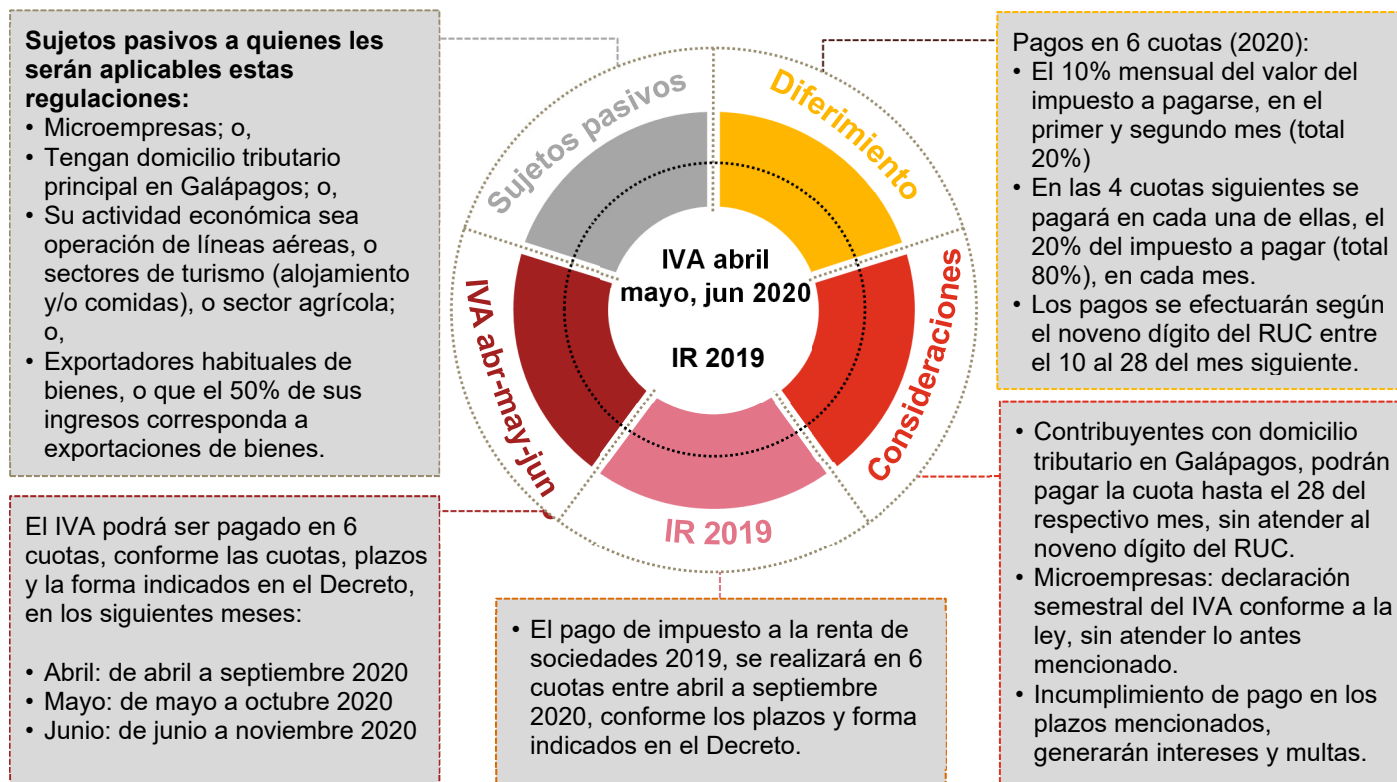 Sujetos pasivos a quienes les
serán aplicables estas
regulaciones:
• Microempresas; o,
• Tengan domicilio tributario
principal en Galápagos; o,
• Su actividad económica sea
operación de líneas aéreas, o
sectores de turismo (alojamiento
y/o comidas), o sector agrícola;
o,
• Exportadores habituales de
bienes, o que el 50% de sus
ingresos corresponda a
exportaciones de bienes.
Sujetos pasivos
Diferimiento
Consideraciones
IR 2019
IVA abr-may-jun
IVA abril
mayo, jun 2020
IR 2019
Pagos en 6 cuotas (2020):
• El 10% mensual del valor del
impuesto a pagarse, en el
primer y segundo mes (total
20%)
• En las 4 cuotas siguientes se
pagará en cada una de ellas, el
20% del impuesto a pagar (total
80%), en cada mes.
• Los pagos se efectuarán según
el noveno dígito del RUC entre
el 10 al 28 del mes siguiente.
El IVA podrá ser pagado en 6
cuotas, conforme las cuotas, plazos
y la forma indicados en el Decreto,
en los siguientes meses:
• Abril: de abril a septiembre 2020
• Mayo: de mayo a octubre 2020
• Junio: de junio a noviembre 2020
• El pago de impuesto a la renta de
sociedades 2019, se realizará en 6
cuotas entre abril a septiembre
2020, conforme los plazos y forma
indicados en el Decreto.
• Contribuyentes con domicilio
tributario en Galápagos, podrán
pagar la cuota hasta el 28 del
respectivo mes, sin atender al
noveno dígito del RUC.
• Microempresas: declaración
semestral del IVA conforme a la
ley, sin atender lo antes
mencionado.
• Incumplimiento de pago en los
plazos mencionados,
generarán intereses y multas.